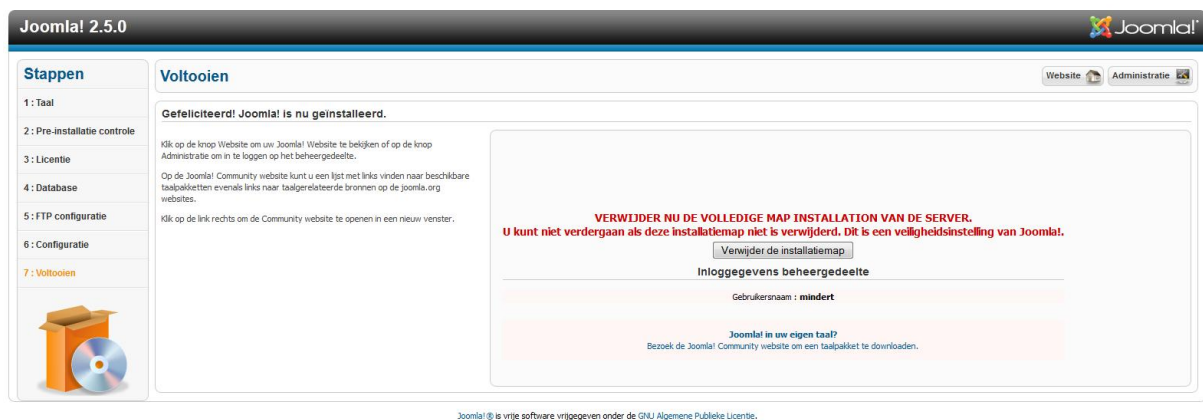 Joomla! 2.5.0
Joomla!
Stappen
1 : Taal
2 : Pre-installatie controle
3 : Licentie
4 : Database
5 : FTP configuratie
6 : Configuratie
7 : Voltooien
Voltooien
Website
Administratie
Gefeliciteerd! Joomla! is nu geïnstalleerd.
Klik op de knop Website om uw Joomla! Website te bekijken of op de knop
Administratie om in te loggen op het beheergedeelte.
Op de Joomla! Community website kunt u een lijst met links vinden naar beschikbare
taalpakketten evenals links naar taalgerelateerde bronnen op de joomla.org
websites.
Klik op de link rechts om de Community website te openen in een nieuw venster.
VERWIJDER NU DE VOLLEDIGE MAP INSTALLATION VAN DE SERVER.
U kunt niet verdergaan als deze installatiemap niet is verwijderd. Dit is een veiligheidsinstelling van Joomla!.
Verwijder de installatiemap
Inloggegevens beheergedeelte
Gebruikersnaam : mindert
Joomla! in uw eigen taal?
Bezoek de Joomla! Community website om een taalpakket te downloaden.
Joomla! ® is vrije software vrijgegeven onder de GNU Algemene Publieke Licentie.